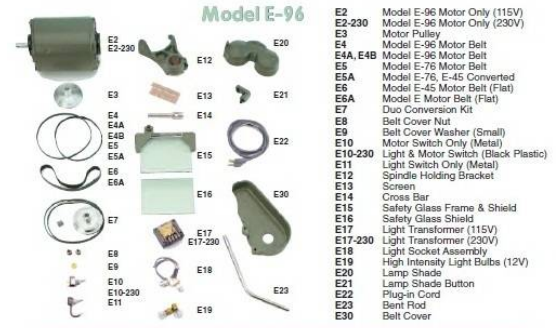 Model E-96
E2
E2-230
E12
E20
E3
E13
E21
E4
E4A
E4B
E5
E5A
E14
E15
E22
E6
E6A
E16
E7
E30
E17
E17-230
E8
E9
E18
E10
E10-230
E11
E19
E23
E2 Model E-96 Motor Only (115V)
E2-230 Model E-96 Motor Only (230V)
E3 Motor Pulley
E4 Model E-96 Motor Belt
E4A, E4B Model E-96 Motor Belt
E5 Model E-76 Motor Belt
E5A Model E-76, E-45 Converted
E6 Model E-45 Motor Belt (Flat)
E6A Model E Motor Belt (Flat)
E7 Duo Conversion Kit
E8 Belt Cover Nut
E9 Belt Cover Washer (Small)
E10 Motor Switch Only (Metal)
E10-230 Light & Motor Switch (Black Plastic)
E11 Light Switch Only (Metal)
E12 Spindle Holding Bracket
E13 Screen
E14 Cross Bar
E15 Safety Glass Frame & Shield
E16 Safety Glass Shield
E17 Light Transformer (115V)
E17-230 Light Transformer (230V)
E18 Light Socket Assembly
E19 High Intensity Light Bulbs (12V)
E20 Lamp Shade
E21 Lamp Shade Button
E22 Plug-in Cord
E23 Bent Rod
E30 Belt Cover